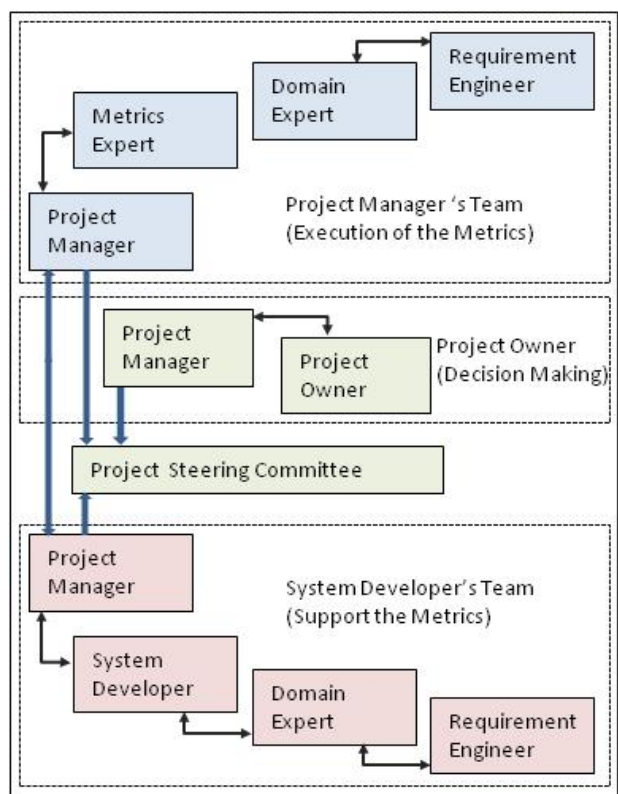 Requirement
Engineer
Domain
Expert
Metrics
Expert
Project
Manager
Project Manager 's Team
(Execution of the Metrics)
Project
Manager
Project
Owner
Project Owner
(Decision Making)
Project Steering Committee
Project
Manager
System Developer's Team
(Support the Metrics)
System
Developer
Domain
Expert
Requirement
Engineer